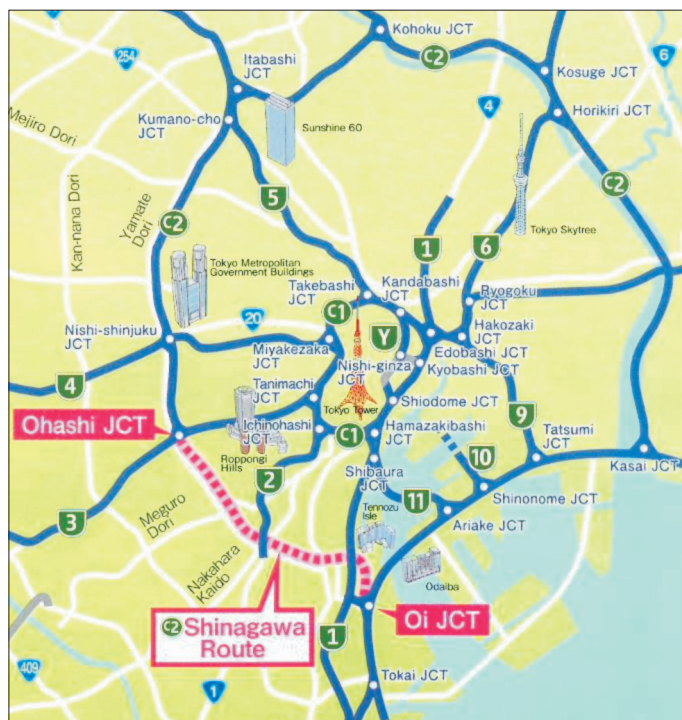 Kohoku JCT
254
C2
6
Itabashi
JCT
Kosuge JCT
4
Horikiri JCT
Mejiro Dori
Kumano-cho
JCT
Sunshine 60
Kan-nana Dori
Yamate
Dori
C2
5
C2
Tokyo Skytree
1
6
Tokyo Metropolitan
Government Buildings
Takebashi
JCT
Kandabashi
JCT
Ryogoku
JCT
C1
20
Nishi-shinjuku
JCT
Y
Hakozaki
JCT
Miyakezaka
JCT
Nishi-ginza
JCT
Edobashi JCT
Kyobashi JCT
4
Tanimachi
JCT
Tokyo Tower
Shiodome JCT
9
Ohashi JCT
Ichinohashi
JCT
C1
Hamazakibashi
JCT
Tatsumi
JCT
Roppongi
Hills
Kasai JCT
2
Shibaura
JCT
10
11
Shinonome JCT
3
Meguro
Dori
Tennozu
Isle
Ariake JCT
Nakahara
Kaido
Odaiba
C2 Shinagawa
Route
Oi JCT
1
409
1
Tokai JCT